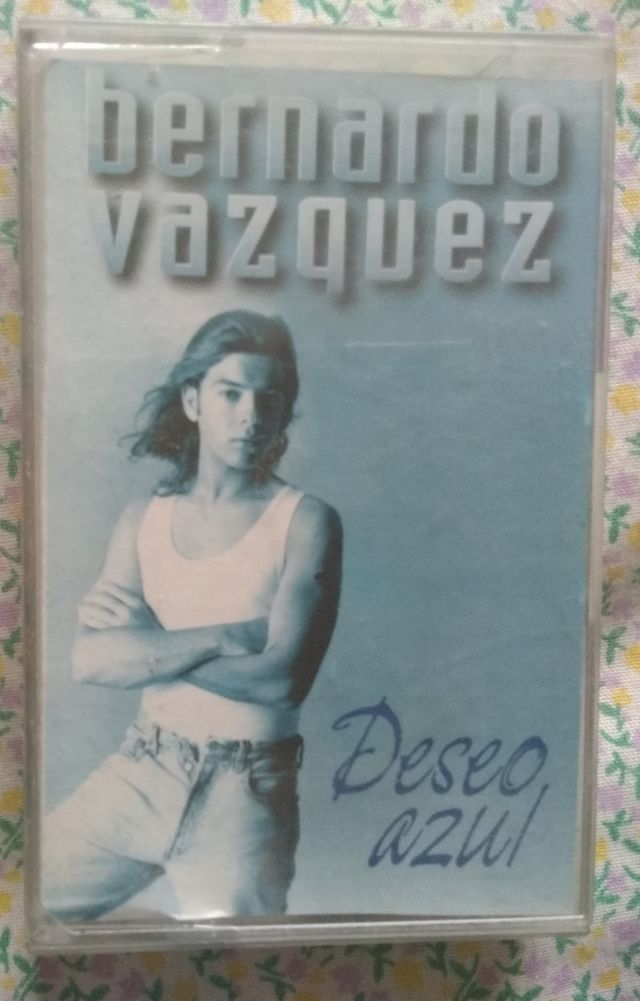 bernardo
vazquez
Deseo
azul